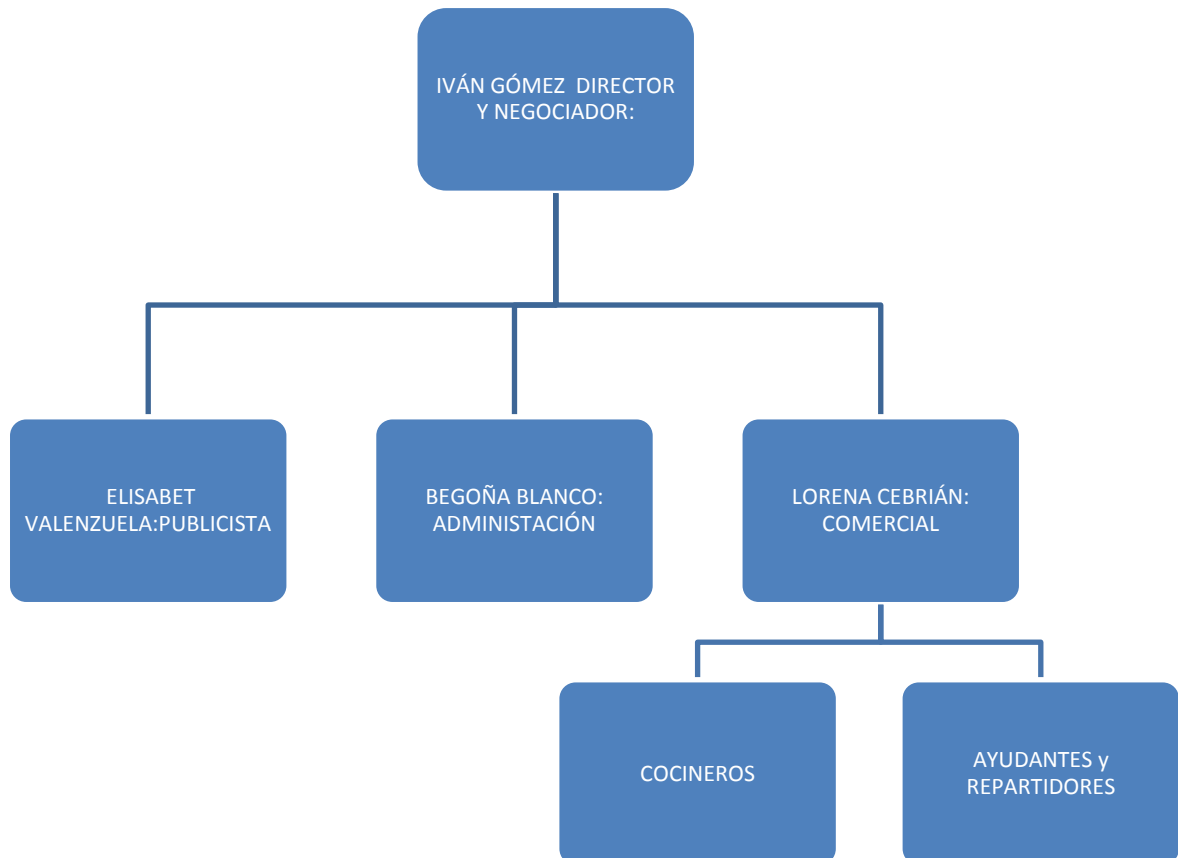 IVÁN GÓMEZ  DIRECTOR
Y NEGOCIADOR:
ELISABET
VALENZUELA:PUBLICISTA
BEGOÑA BLANCO:
ADMINISTACIÓN
LORENA CEBRIÁN:
COMERCIAL
COCINEROS
AYUDANTES y
REPARTIDORES